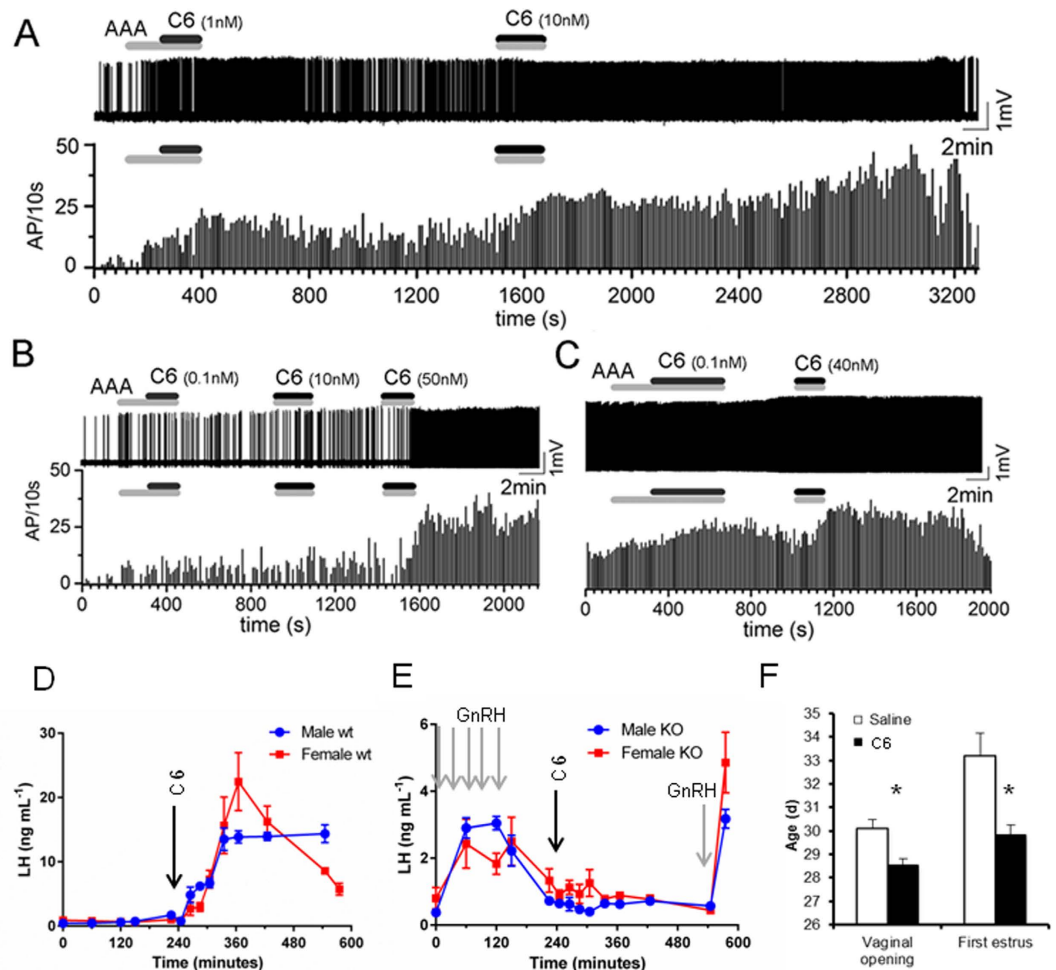 A
AAA
C6 (1nM)
C6 (10nM)
1mV
2min
50
25
0
AP/10s
0 400 800 1200 1600 2000 2400 2800 3200
time (s)
B
AAA
C6 (0.1nM)
C6 (10nM)
C6 (50nM)
1mV
2min
50
25
0
AP/10s
0 400 800 1200 1600 2000
time (s)
C
AAA
C6 (0.1nM)
C6 (40nM)
1mV
2min
0 400 800 1200 1600 2000
time (s)
D
30
20
10
0
LH (ng mL-1)
C6
Male wt
Female wt
0 120 240 360 480 600
Time (minutes)
E
6
4
2
0
LH (ng mL-1)
GnRH
C6
GnRH
Male KO
Female KO
0 120 240 360 480 600
Time (minutes)
F
35
34
33
32
31
30
29
28
27
26
Age (d)
Saline
C6
*
*
Vaginal opening
First estrus